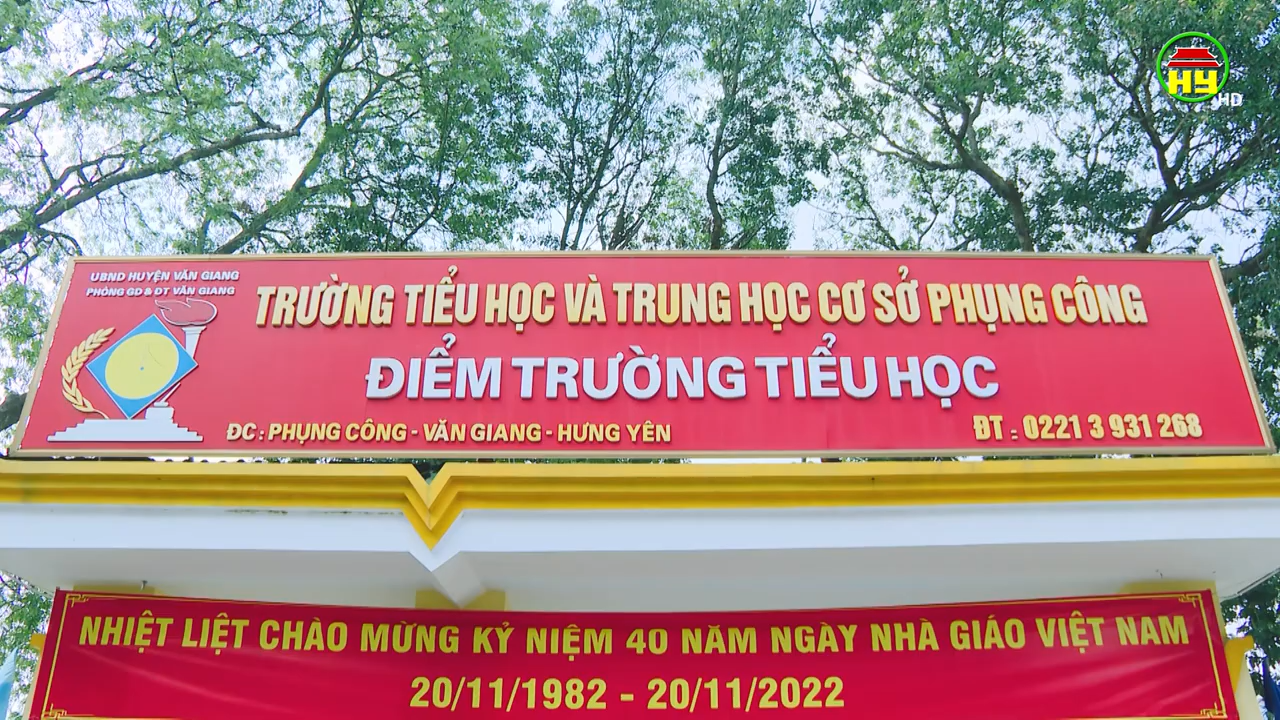 HY HD
UBND HUYỆN VĂN GIANG
PHÒNG GD & ĐT VĂN GIANG
TRƯỜNG TIỂU HỌC VÀ TRUNG HỌC CƠ SỞ PHỤNG CÔNG
ĐIỂM TRƯỜNG TIỂU HỌC
ĐC : PHỤNG CÔNG - VĂN GIANG - HƯNG YÊN
ĐT : 0221 3 931 268
NHIỆT LIỆT CHÀO MỪNG KỶ NIỆM 40 NĂM NGÀY NHÀ GIÁO VIỆT NAM
20/11/1982 - 20/11/2022